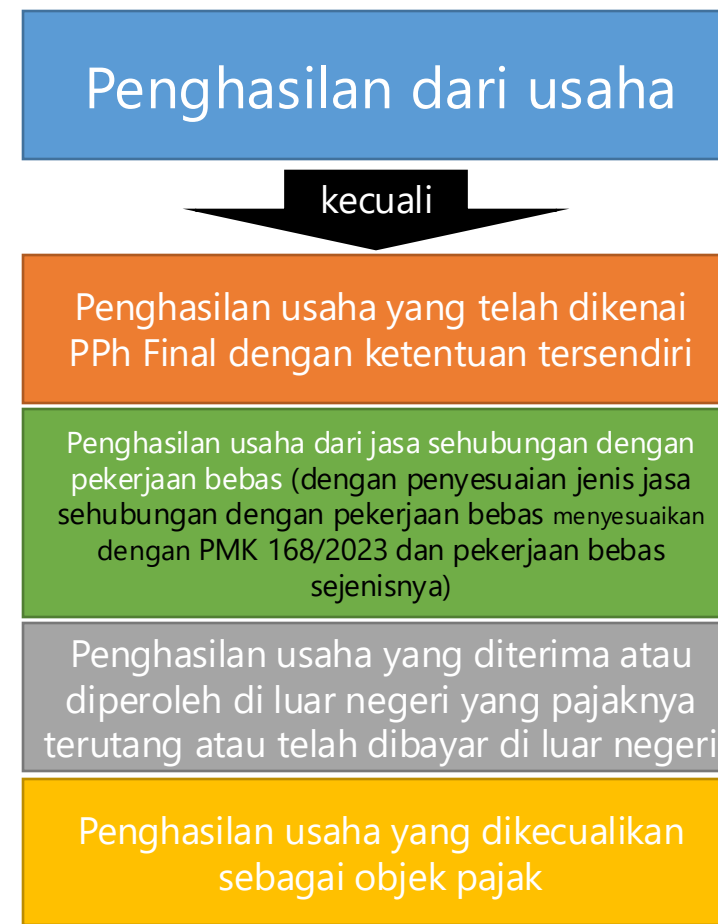 Penghasilan dari usaha
kecuali
Penghasilan usaha yang telah dikenai
PPh Final dengan ketentuan tersendiri
Penghasilan usaha dari jasa sehubungan dengan
pekerjaan bebas (dengan penyesuaian jenis jasa
sehubungan dengan pekerjaan bebas menyesuaikan
dengan PMK 168/2023 dan pekerjaan bebas
sejenisnya)
Penghasilan usaha yang diterima atau
diperoleh di luar negeri yang pajaknya
terutang atau telah dibayar di luar negeri
Penghasilan usaha yang dikecualikan
sebagai objek pajak